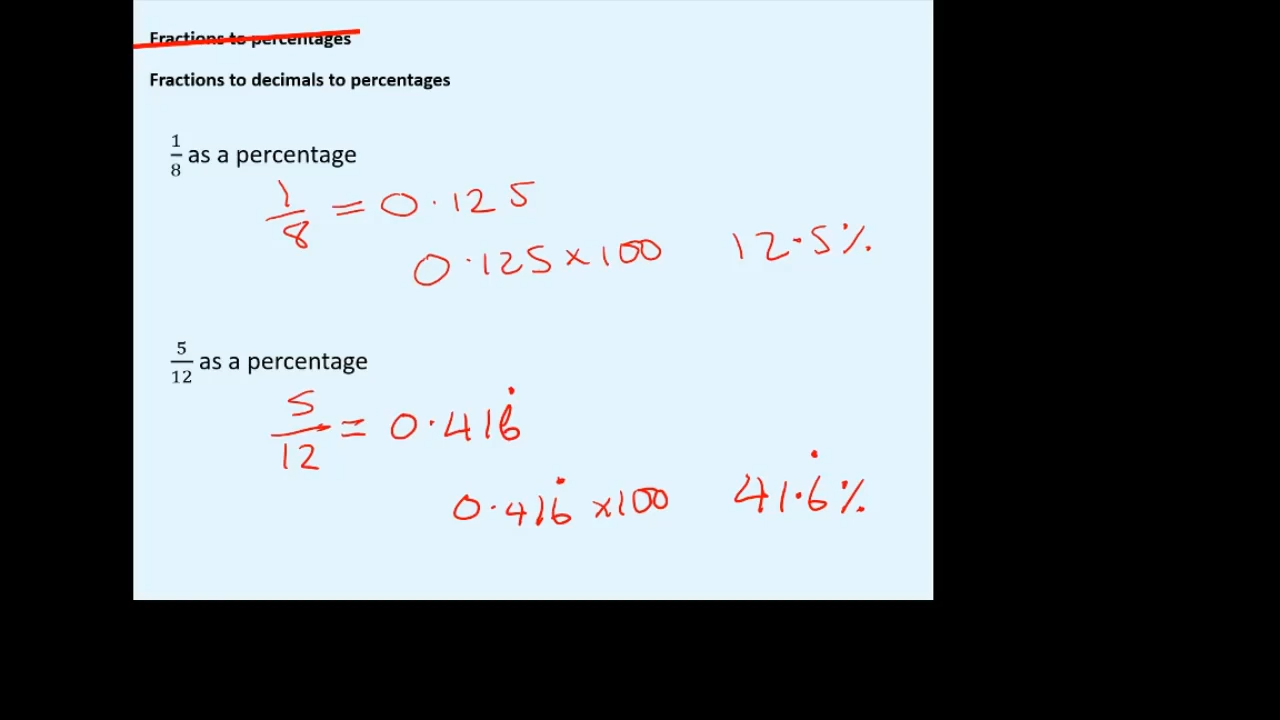 Fractions to percentages
Fractions to decimals to percentages
1/8 as a percentage
1/8 = 0.125
0.125 x 100 12.5%
5/12 as a percentage
5/12 = 0.416̇
0.416̇ x100 41.6̇%